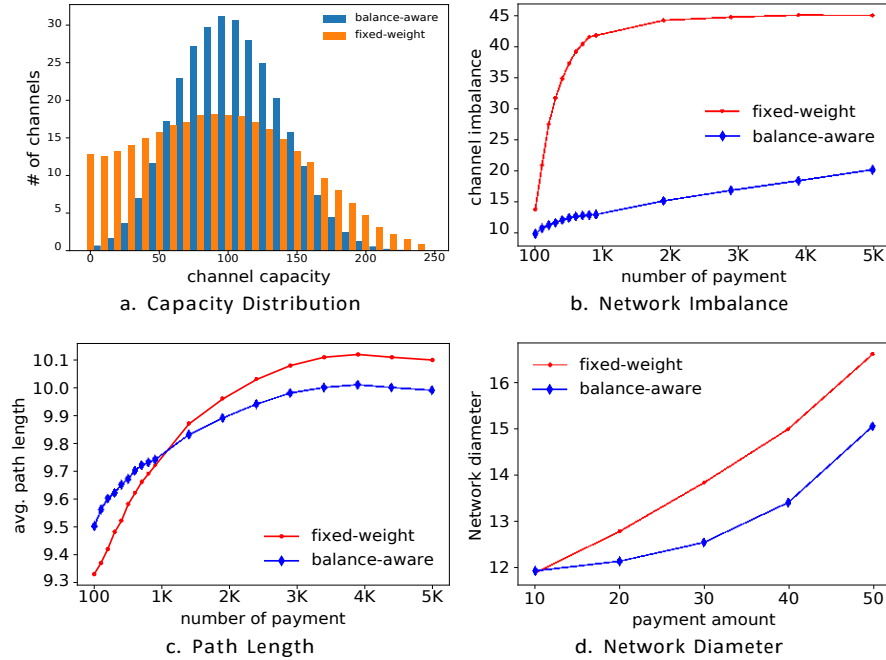 balance-aware
fixed-weight
# of channels
30
25
20
15
10
5
0
0 50 100 150 200 250
channel capacity
a. Capacity Distribution
channel imbalance
45
40
35
30
25
20
15
10
fixed-weight
balance-aware
100 1K 2K 3K 4K 5K
number of payment
b. Network Imbalance
avg. path length
10.1
10.0
9.9
9.8
9.7
9.6
9.5
9.4
9.3
fixed-weight
balance-aware
100 1K 2K 3K 4K 5K
number of payment
c. Path Length
fixed-weight
balance-aware
Network diameter
16
15
14
13
12
10 20 30 40 50
payment amount
d. Network Diameter